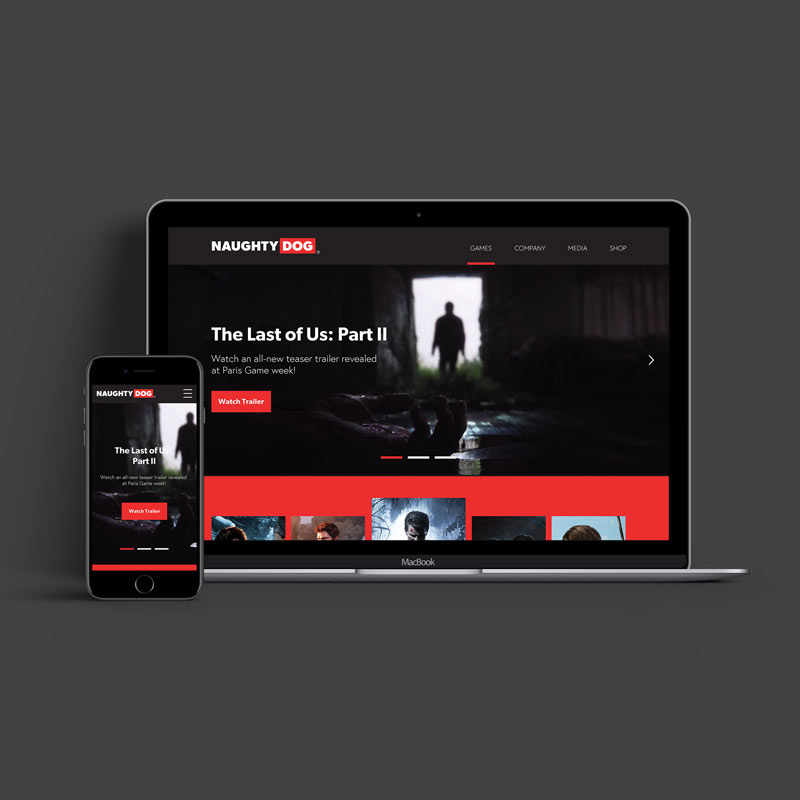 NAUGHTY DOG®
GAMES COMPANY MEDIA SHOP
The Last of Us: Part II
Watch an all-new teaser trailer revealed
at Paris Game week!
Watch Trailer
MacBook
NAUGHTY DOG
The Last of Us:
Part II
Watch an all-new teaser trailer revealed
at Paris Game week!
Watch Trailer